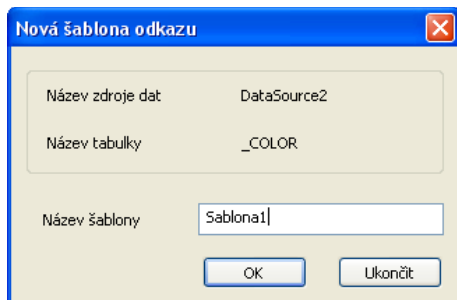 Nová šablona odkazu
Název zdroje dat DataSource2
Název tabulky _COLOR
Název šablony Sablona1
OK Ukončit